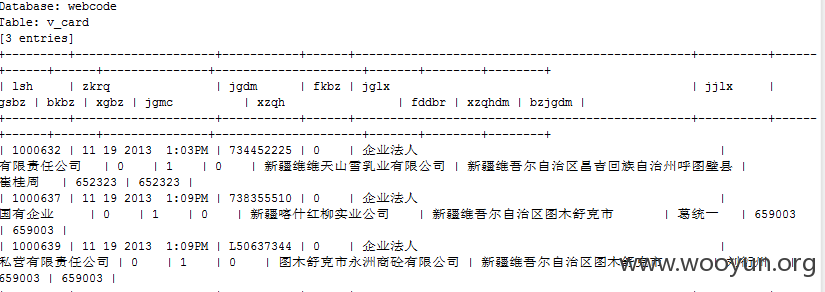 Database: webcode
Table: v_card
[3 entries]
+---------+---------------------+-----------+------+-----------------------------------------+---------+------
-------+------+------+-----------------+---------------------------+-------+--------+--------+
| lsh | zkrq | jgdm | fkbz | jglx | jjlx |
gsbz | bkbz | xgbz | jgmc | xzqh | fddbr | xzqhdm | bzjgdm |
+---------+---------------------+-----------+------+-----------------------------------------+---------+------
-------+------+------+-----------------+---------------------------+-------+--------+--------+
| 1000632 | 11 19 2013 1:03PM | 734452225 | 0 | 企业法人 |
有限责任公司 | 0 | 1 | 0 | 新疆维维天山雪乳业有限公司 | 新疆维吾尔自治区昌吉回族自治州呼图壁县 |
崔桂周 | 652323 | 652323 |
| 1000637 | 11 19 2013 1:09PM | 738355510 | 0 | 企业法人 |
国有企业 | 0 | 1 | 0 | 新疆喀什红柳实业公司 | 新疆维吾尔自治区图木舒克市 | 葛统一 | 659003
| 659003 |
| 1000639 | 11 19 2013 1:09PM | L50637344 | 0 | 企业法人 |
私营有限责任公司 | 0 | 1 | 0 | 图木舒克市永洲商砼有限公司 | 新疆维吾尔自治区图木舒克市 |
659003 | 659003 |
www.wooyun.org